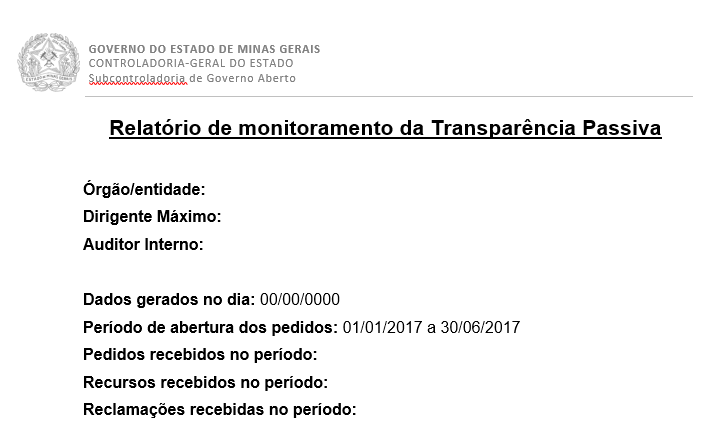 GOVERNO DO ESTADO DE MINAS GERAIS
CONTROLADORIA-GERAL DO ESTADO
Subcontroladoria de Governo Aberto
Relatório de monitoramento da Transparência Passiva
Órgão/entidade:
Dirigente Máximo:
Auditor Interno:
Dados gerados no dia: 00/00/0000
Período de abertura dos pedidos: 01/01/2017 a 30/06/2017
Pedidos recebidos no período:
Recursos recebidos no período:
Reclamações recebidas no período: